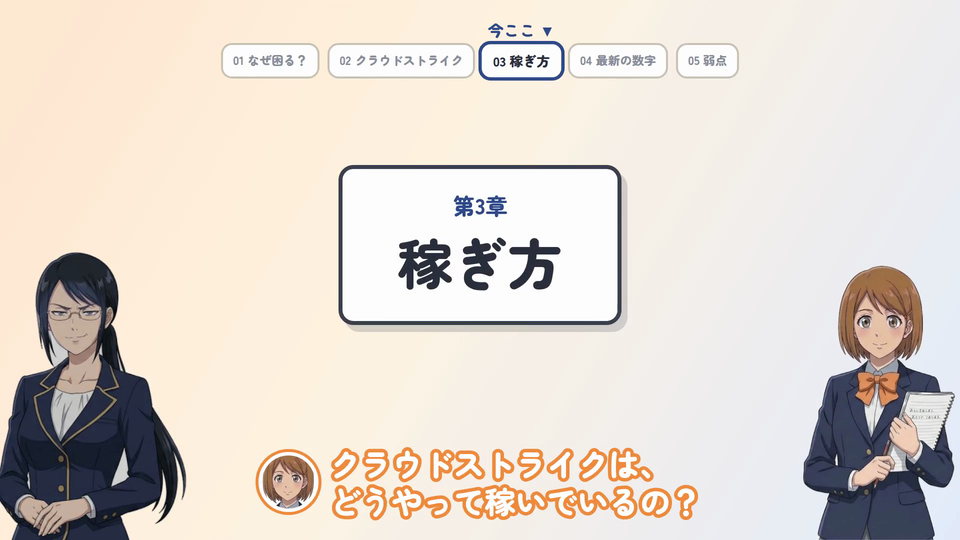 今ここ ▼
01 なぜ困る？
02 クラウドストライク
03 稼ぎ方
04 最新の数字
05 弱点
第3章
稼ぎ方
クラウドストライクは、
どうやって稼いでいるの？